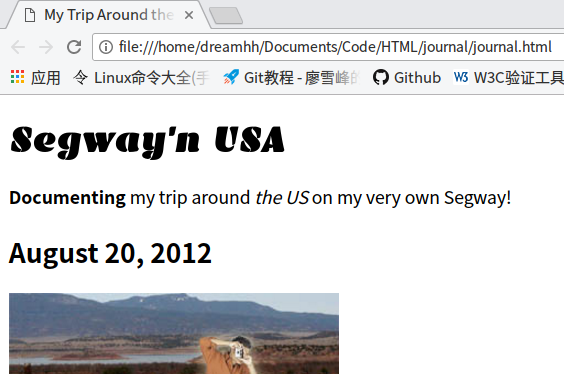 My Trip Around the
file:///home/dreamhh/Documents/Code/HTML/journal/journal.html
应用 令 Linux命令大全(手 Git教程 - 廖雪峰的 Github W3 W3C验证工具
Segway'n USA
Documenting my trip around the US on my very own Segway!
August 20, 2012